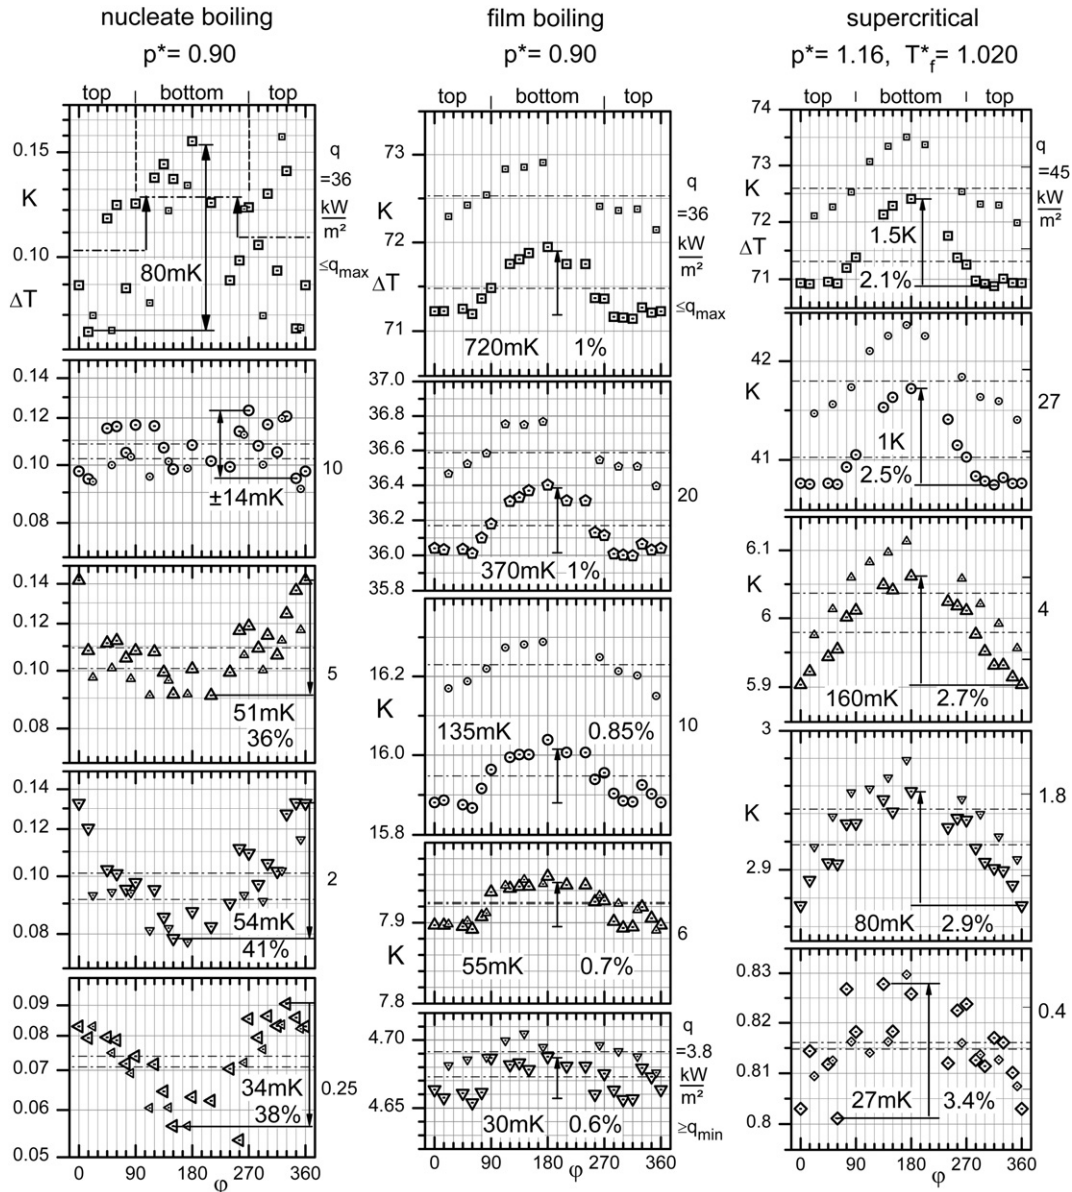 nucleate boiling
p*= 0.90
top bottom top
0.15
K
0.10
ΔT
80mK
q
=36
kW
m²
≤qmax
0.14
0.12
0.10
0.08
±14mK
10
0.14
0.12
0.10
0.08
51mK
36%
5
0.14
0.12
0.10
0.08
54mK
41%
2
0.09
0.08
0.07
0.06
0.05
34mK
38%
0.25
0 90 180 270 360
φ
film boiling
p*= 0.90
top bottom top
73
K
72
ΔT
71
720mK 1%
q
=36
kW
m²
≤qmax
37.0
36.8
36.6
36.4
36.2
36.0
35.8
370mK 1%
20
16.2
K
16.0
15.8
135mK 0.85%
10
7.9
K
7.8
55mK 0.7%
6
4.70
4.65
30mK 0.6%
q
=3.8
kW
m²
≥qmin
0 90 180 270 360
φ
supercritical
p*= 1.16, T*f= 1.020
top bottom top
74
73
K
72
ΔT
71
1.5K
2.1%
q
=45
kW
m²
42
K
41
1K
2.5%
27
6.1
K
6
5.9
160mK 2.7%
4
3
K
2.9
80mK 2.9%
1.8
0.83
0.82
0.81
0.8
27mK 3.4%
0.4
0 90 180 270 360
φ